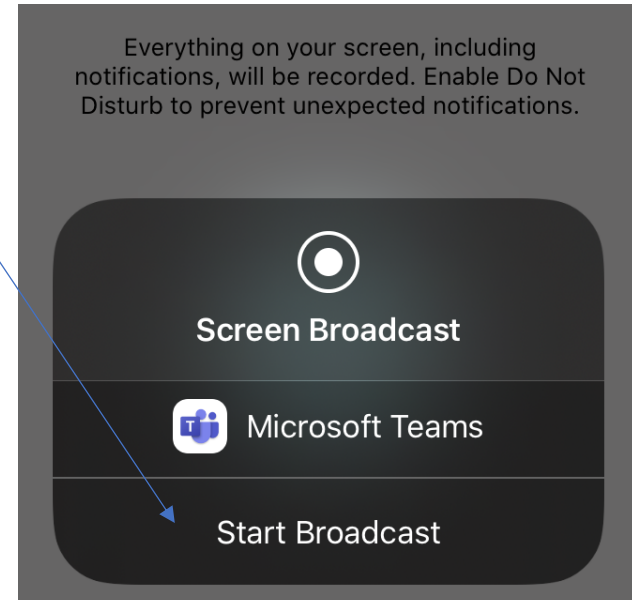 Everything on your screen, including
notifications, will be recorded. Enable Do Not
Disturb to prevent unexpected notifications.
Screen Broadcast
T
Microsoft Teams
Start Broadcast